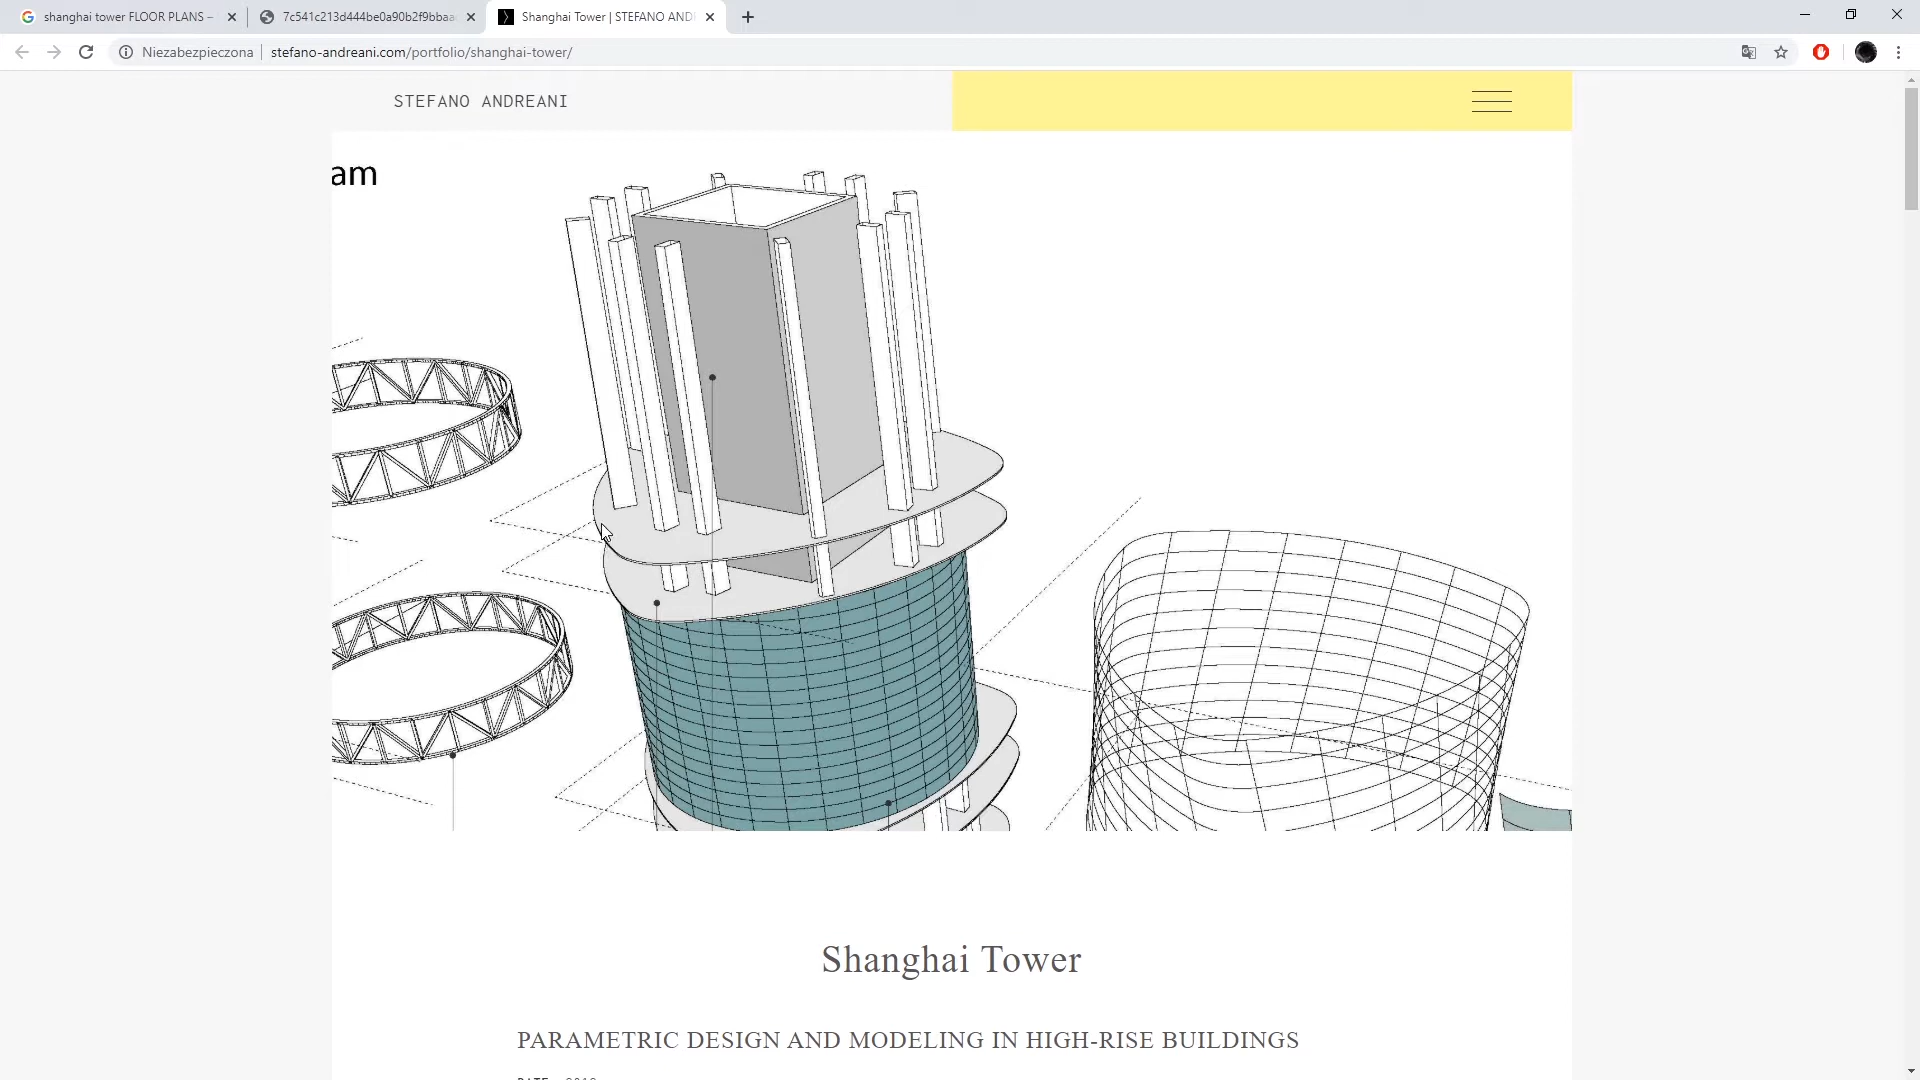 shanghai tower FLOOR PLANS –
7c541c213d444be0a90b2f9bbaa
Shanghai Tower | STEFANO AND
Niezabezpieczona
stefano-andreani.com/portfolio/shanghai-tower/
STEFANO ANDREANI
am
Shanghai Tower
PARAMETRIC DESIGN AND MODELING IN HIGH-RISE BUILDINGS